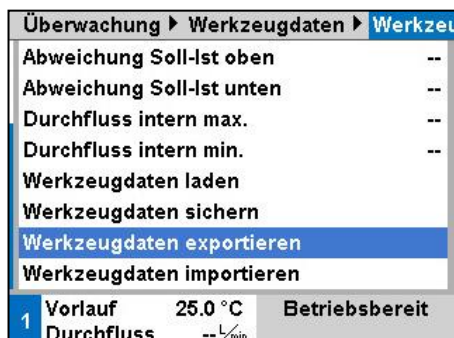 Überwachung ▶ Werkzeugdaten ▶ Werkzeu
Abweichung Soll-Ist oben --
Abweichung Soll-Ist unten --
Durchfluss intern max. --
Durchfluss intern min. --
Werkzeugdaten laden
Werkzeugdaten sichern
Werkzeugdaten exportieren
Werkzeugdaten importieren
1 Vorlauf 25.0 °C Betriebsbereit
Durchfluss -- L/min